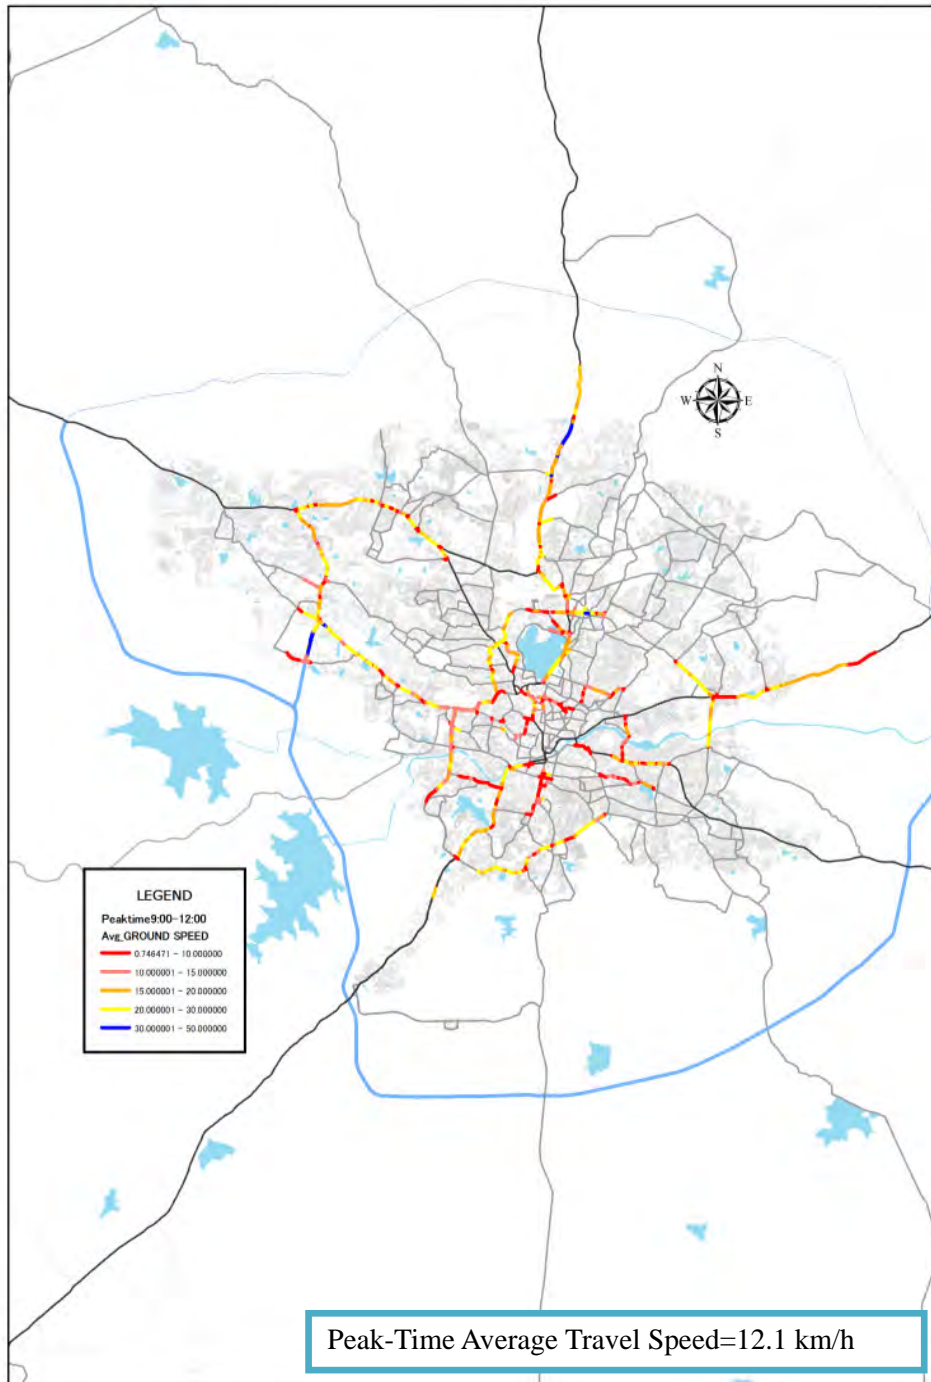 N
W E
S
LEGEND
Peaktime9:00-12:00
Avg_GROUND SPEED
0.746471 - 10.000000
10.000001 - 15.000000
15.000001 - 20.000000
20.000001 - 30.000000
30.000001 - 50.000000
Peak-Time Average Travel Speed=12.1 km/h